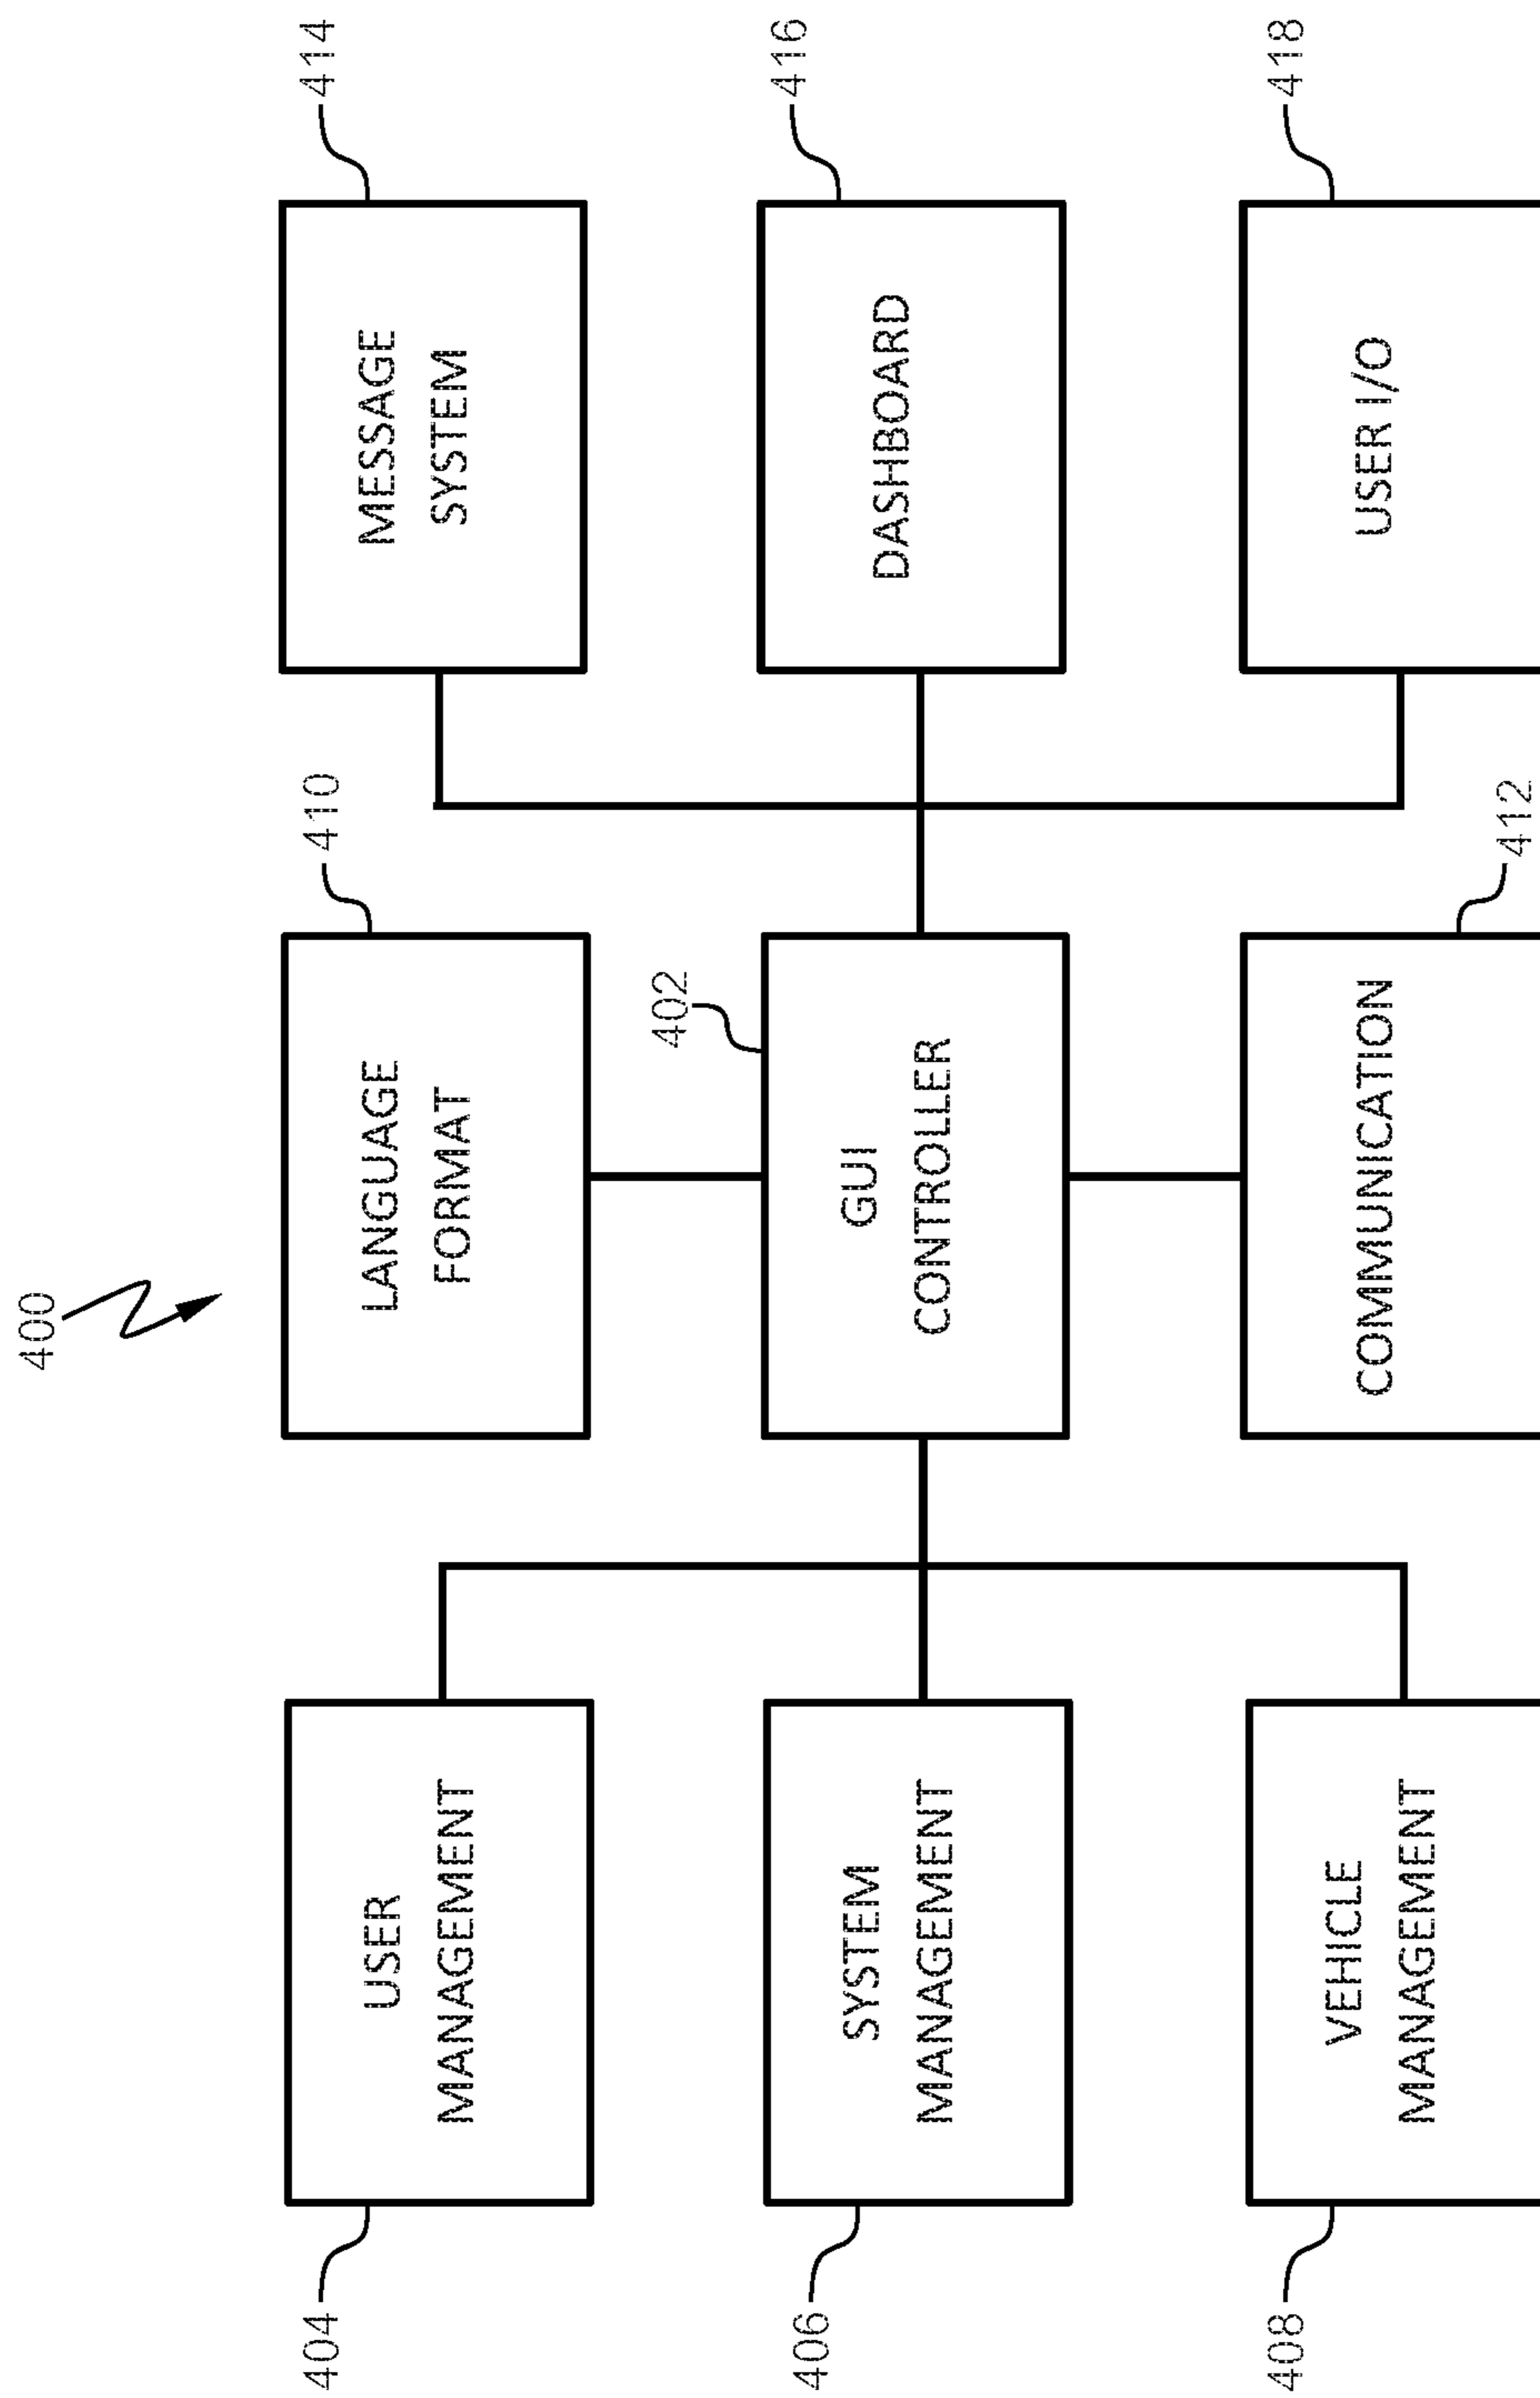 400
404
USER
MANAGEMENT
410
LANGUAGE
FORMAT
414
MESSAGE
SYSTEM
406
SYSTEM
MANAGEMENT
402
GUI
CONTROLLER
416
DASHBOARD
408
VEHICLE
MANAGEMENT
COMMUNICATION
412
418
USER I/O